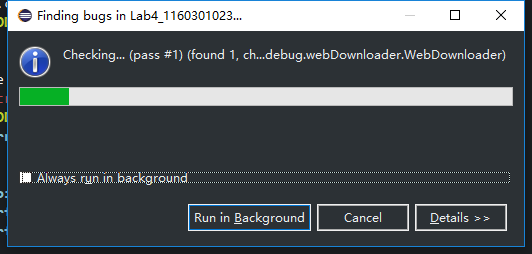 Finding bugs in Lab4_1160301023...
Checking... (pass #1) (found 1, ch...debug.webDownloader.WebDownloader)
Always run in background
Run in Background
Cancel
Details >>